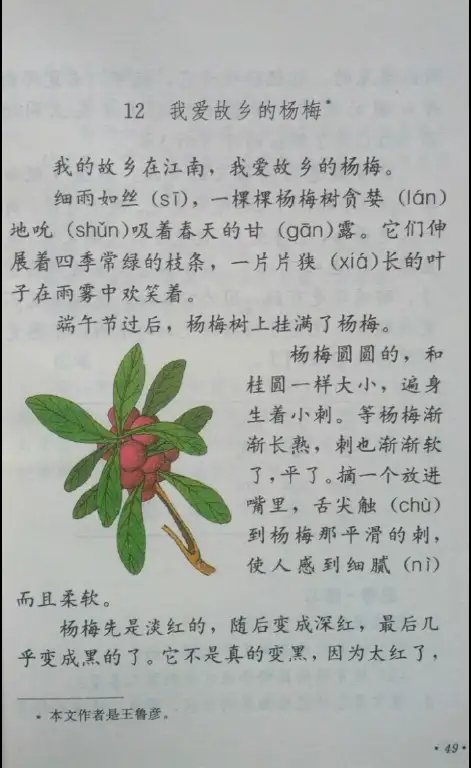 12 我爱故乡的杨梅*
我的故乡在江南，我爱故乡的杨梅。
细雨如丝（sī），一棵棵杨梅树贪婪（lán）
地吮（shǔn）吸着春天的甘（gān）露。它们伸
展着四季常绿的枝条，一片片狭（xiá）长的叶
子在雨雾中欢笑着。
端午节过后，杨梅树上挂满了杨梅。
杨梅圆圆的，和
桂圆一样大小，遍身
生着小刺。等杨梅渐
渐长熟，刺也渐渐软
了，平了。摘一个放进
嘴里，舌尖触（chù）
到杨梅那平滑的刺，
使人感到细腻（nì）
而且柔软。
杨梅先是淡红的，随后变成深红，最后几
乎变成黑的了。它不是真的变黑，因为太红了，
* 本文作者是王鲁彦。
·49·